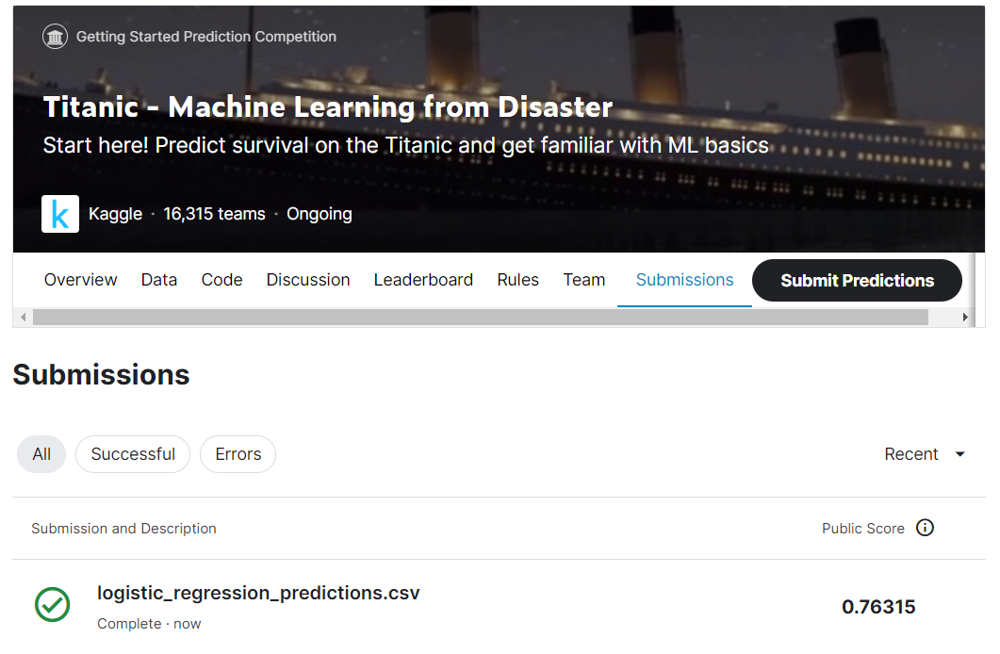 Getting Started Prediction Competition
Titanic - Machine Learning from Disaster
Start here! Predict survival on the Titanic and get familiar with ML basics
k Kaggle · 16,315 teams · Ongoing
Overview Data Code Discussion Leaderboard Rules Team Submissions Submit Predictions
Submissions
All Successful Errors Recent
Submission and Description Public Score
logistic_regression_predictions.csv 0.76315
Complete · now